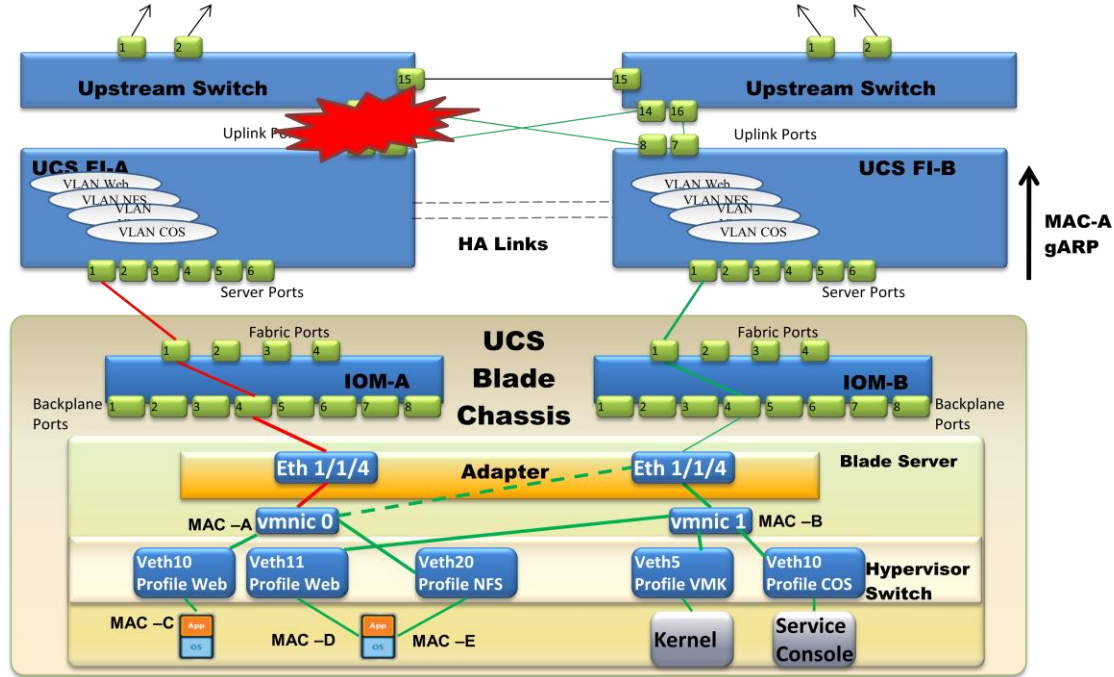 1 2
1 2
15
15
Upstream Switch
Upstream Switch
14 16
Uplink Ports
8 7
UCS FI-A
UCS FI-B
VLAN Web
VLAN NFS
VLAN
VLAN COS
VLAN Web
VLAN NFS
VLAN
VLAN COS
HA Links
MAC-A
gARP
1 2 3 4 5 6
Server Ports
1 2 3 4 5 6
Server Ports
UCS
Blade
Chassis
Fabric Ports
1 2 3 4
IOM-A
Fabric Ports
1 2 3 4
IOM-B
Backplane
Ports
1 2 3 4 5 6 7 8
1 2 3 4 5 6 7 8
Backplane
Ports
Eth 1/1/4
Adapter
Eth 1/1/4
Blade Server
MAC –A
vmnic 0
vmnic 1
MAC –B
Veth10
Profile Web
Veth11
Profile Web
Veth20
Profile NFS
Veth5
Profile VMK
Veth10
Profile COS
Hypervisor
Switch
MAC –C
App
OS
MAC –D
App
OS
MAC –E
Kernel
Service
Console